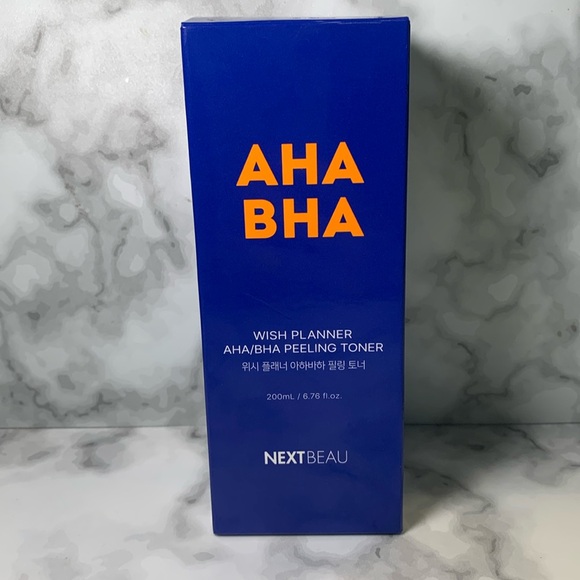 AHA
BHA
WISH PLANNER
AHA/BHA PEELING TONER
위시 플래너 아하바하 필링 토너
200mL / 6.76 fl.oz.
NEXTBEAU